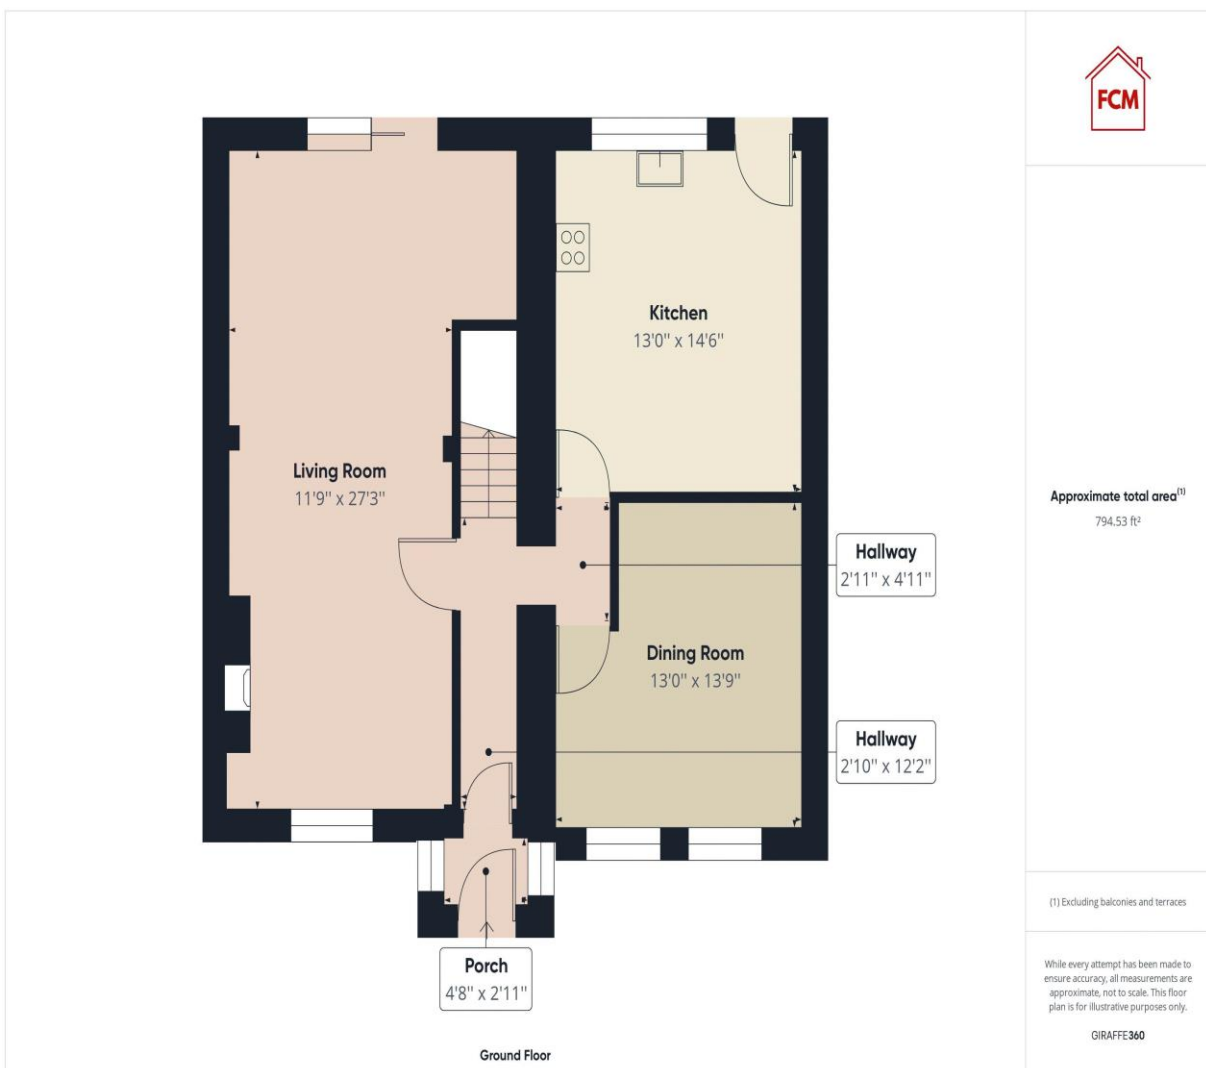 FCM
Kitchen
13'0" x 14'6"
Living Room
11'9" x 27'3"
Hallway
2'11" x 4'11"
Dining Room
13'0" x 13'9"
Hallway
2'10" x 12'2"
Porch
4'8" x 2'11"
Ground Floor
Approximate total area(1)
794.53 ft²
(1) Excluding balconies and terraces
While every attempt has been made to
ensure accuracy, all measurements are
approximate, not to scale. This floor
plan is for illustrative purposes only.
GIRAFFE360